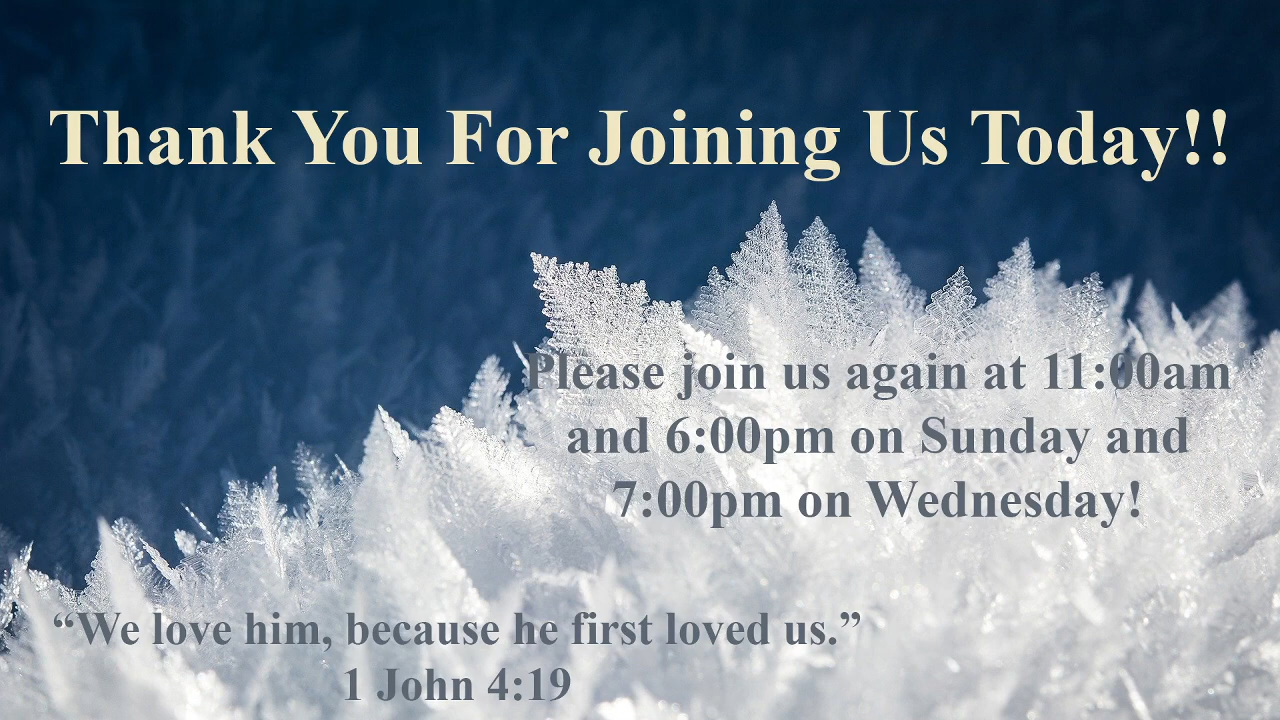 Thank You For Joining Us Today!!
Please join us again at 11:00am
and 6:00pm on Sunday and
7:00pm on Wednesday!
“We love him, because he first loved us.”
1 John 4:19